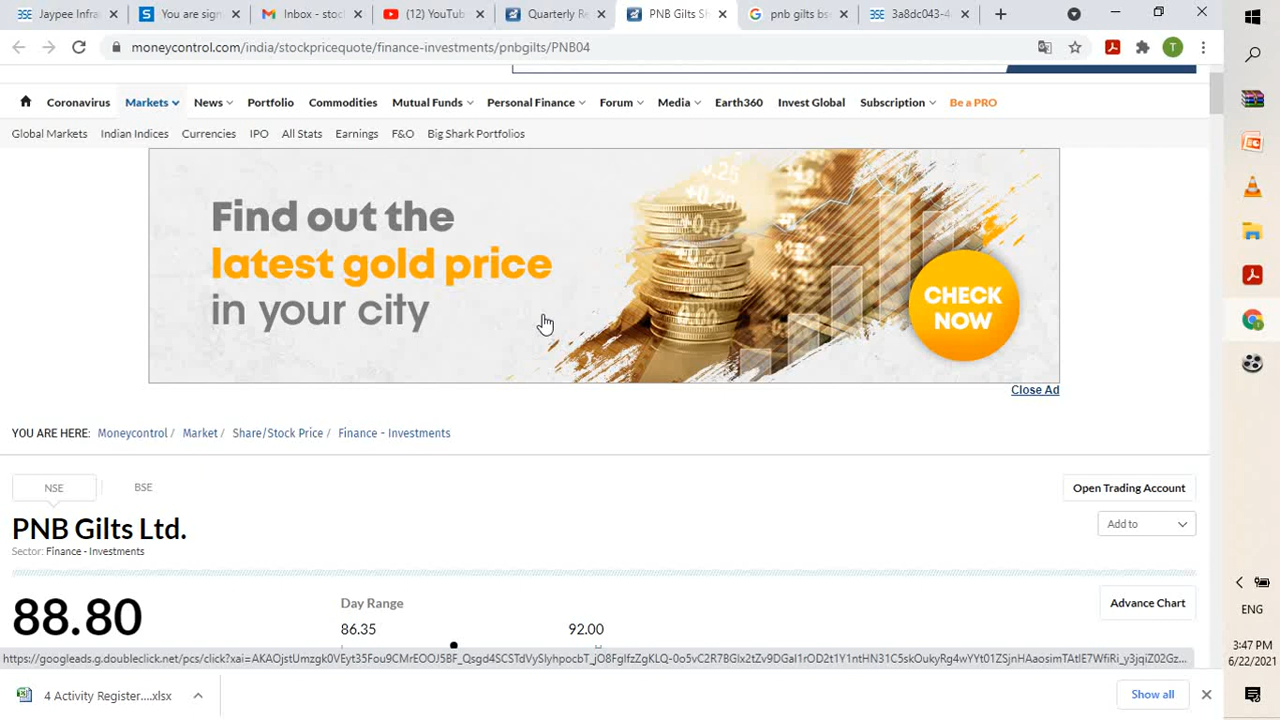 Jaypee Infra
You are sign
Inbox - stoc
(12) YouTub
Quarterly Re
PNB Gilts Sh
pnb gilts bse
3a8dc043-4
moneycontrol.com/india/stockpricequote/finance-investments/pnbgilts/PNB04
T
Coronavirus Markets News Portfolio Commodities Mutual Funds Personal Finance Forum Media Earth360 Invest Global Subscription Be a PRO
Global Markets Indian Indices Currencies IPO All Stats Earnings F&O Big Shark Portfolios
Find out the
latest gold price
in your city
CHECK
NOW
Close Ad
YOU ARE HERE: Moneycontrol / Market / Share/Stock Price / Finance - Investments
NSE BSE
Open Trading Account
PNB Gilts Ltd.
Add to
Sector: Finance - Investments
88.80
Day Range
Advance Chart
86.35 92.00
ENG
3:47 PM
6/22/2021
4 Activity Register....xlsx
Show all